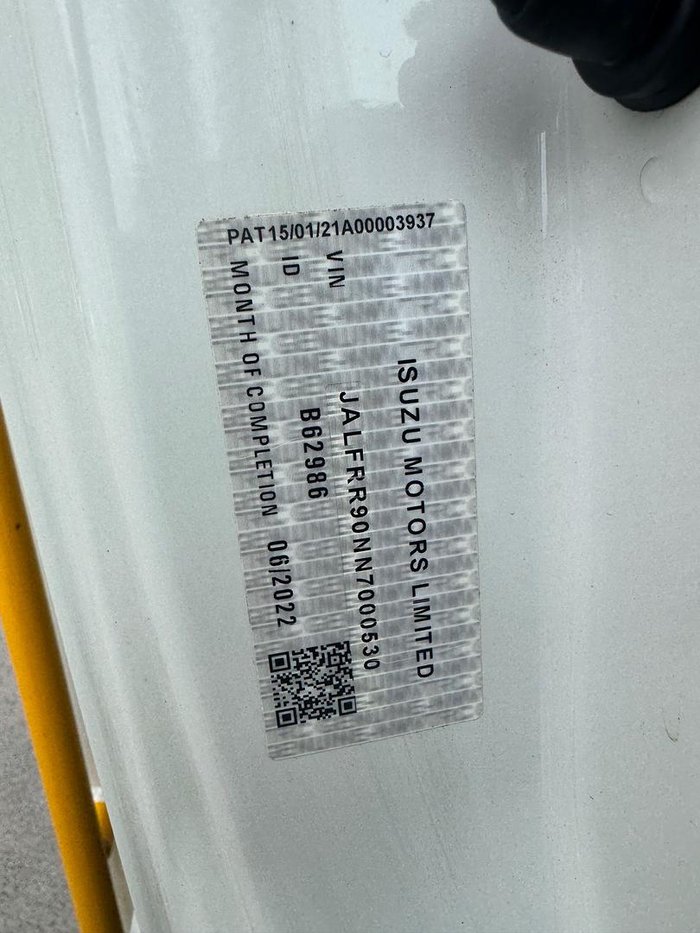 PAT15/01/21A00003937
ISUZU MOTORS LIMITED
VIN JALFRR90NN7000530
ID B62986
MONTH OF COMPLETION 06/2022